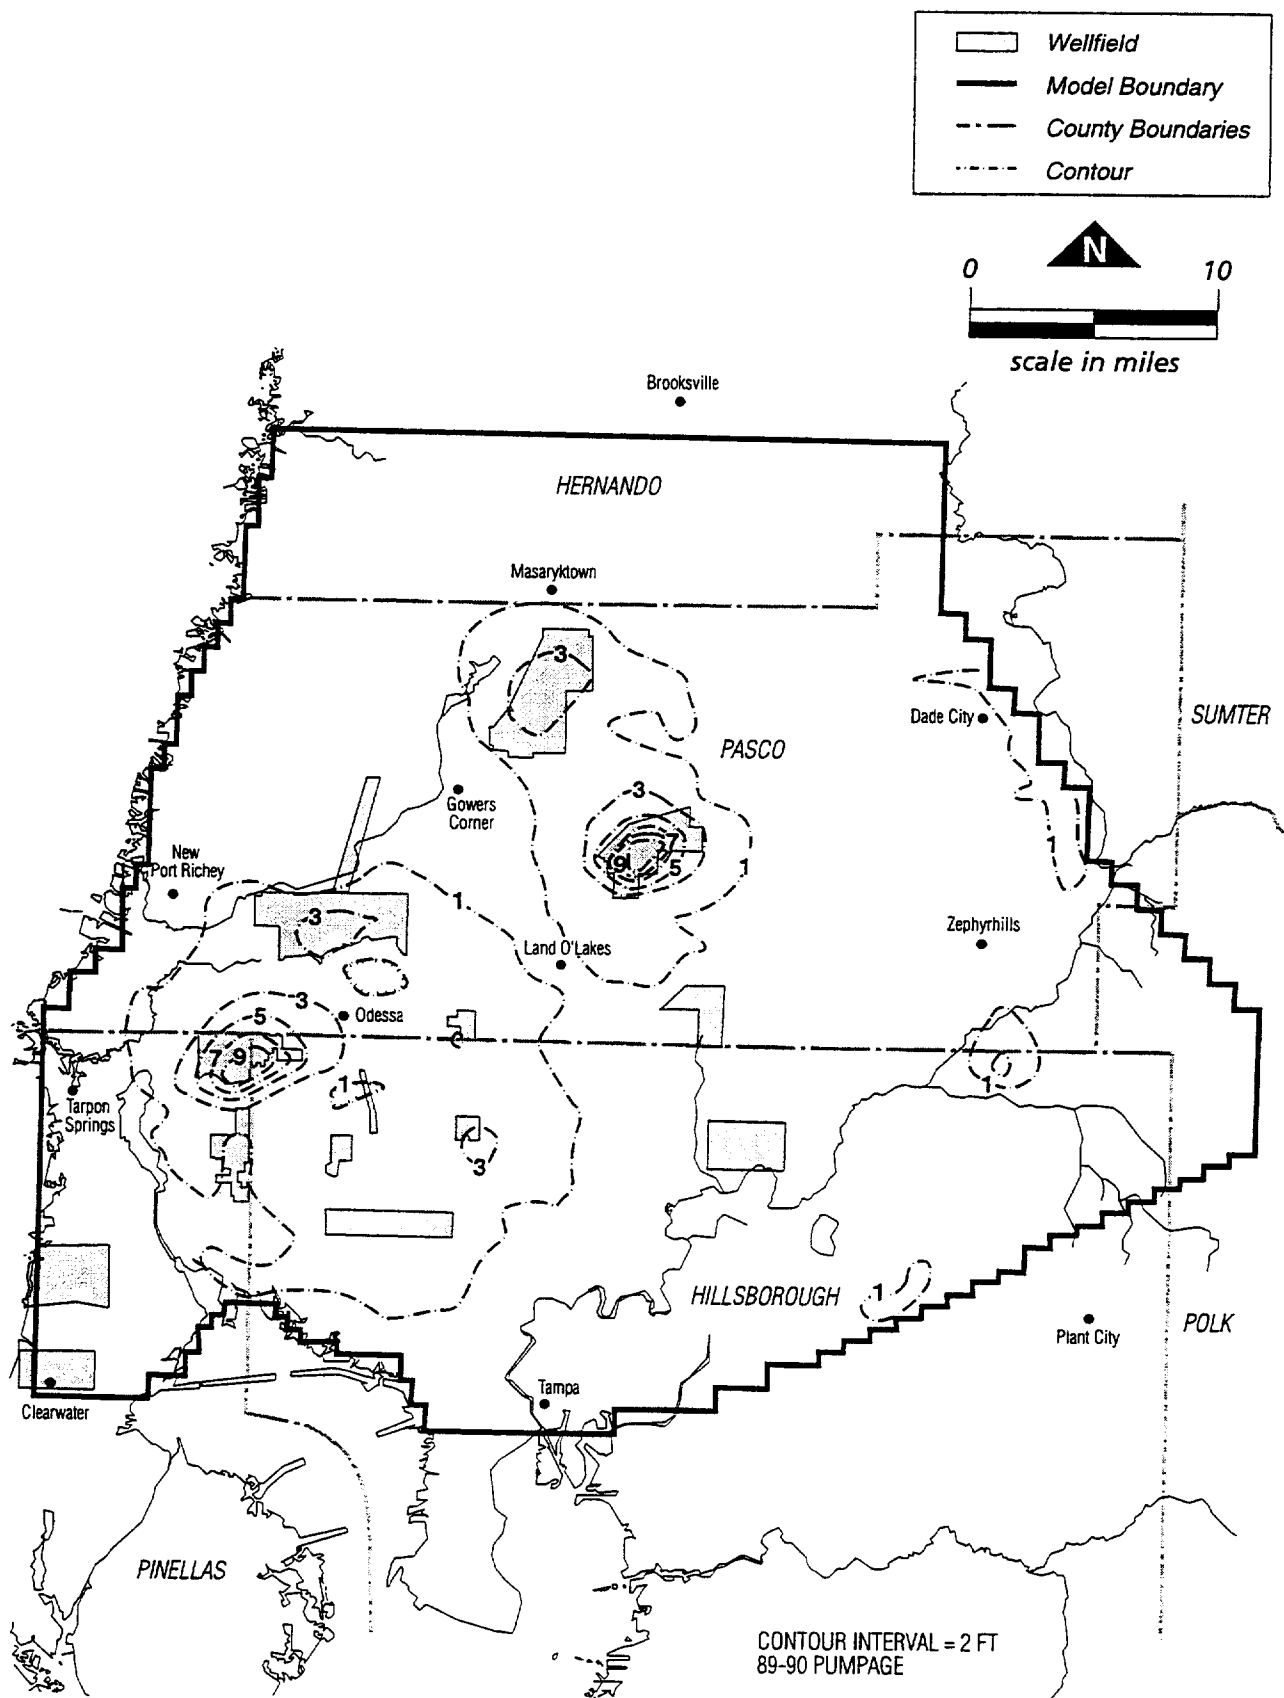 Wellfield
Model Boundary
County Boundaries
Contour
N
0
10
scale in miles
Brooksville
HERNANDO
Masaryktown
3
Dade City
SUMTER
PASCO
Gowers
Corner
3
7
9
5
1
1
New
Port Richey
1
3
Land O'Lakes
Zephyrhills
3
5
Odessa
7
9
1
1
Tarpon
Springs
3
HILLSBOROUGH
1
Plant City
POLK
Tampa
Clearwater
PINELLAS
CONTOUR INTERVAL = 2 FT
89-90 PUMPAGE